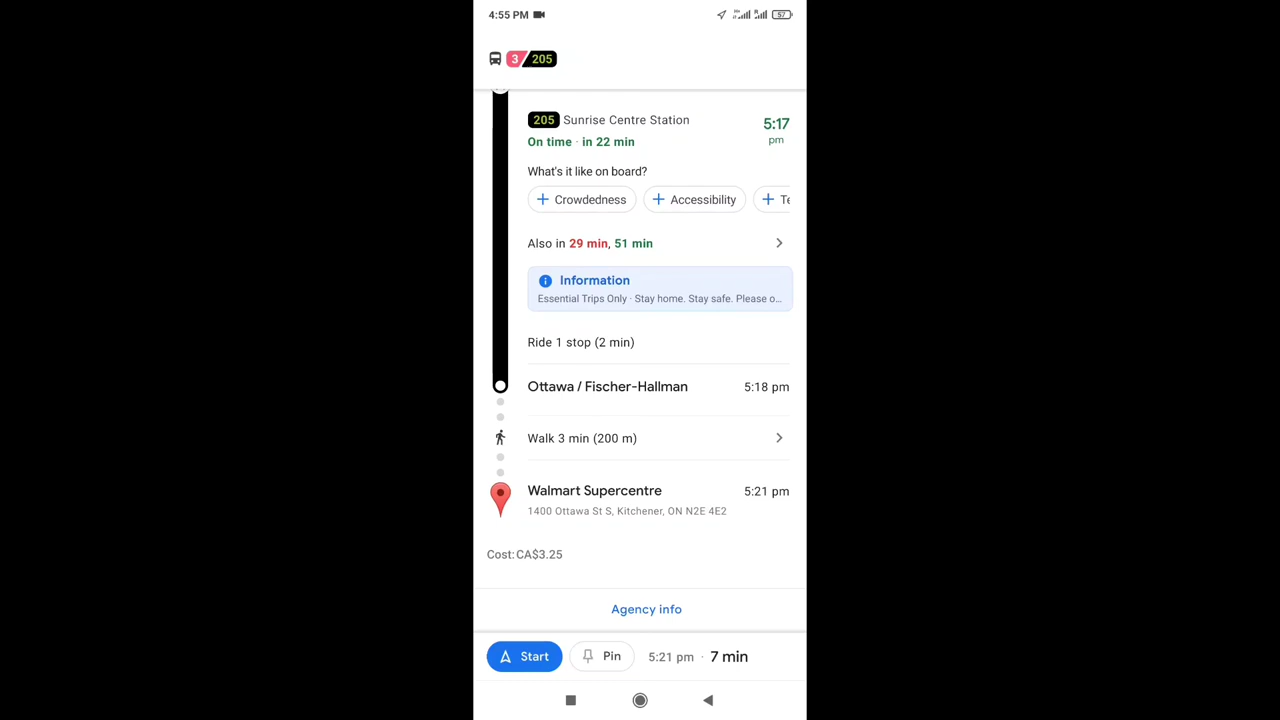 4:55 PM 57
3 205
205 Sunrise Centre Station 5:17
On time · in 22 min pm
What's it like on board?
Crowdedness Accessibility Te
Also in 29 min, 51 min
Information
Essential Trips Only · Stay home. Stay safe. Please o...
Ride 1 stop (2 min)
Ottawa / Fischer-Hallman 5:18 pm
Walk 3 min (200 m)
Walmart Supercentre 5:21 pm
1400 Ottawa St S, Kitchener, ON N2E 4E2
Cost: CA$3.25
Agency info
Start Pin 5:21 pm · 7 min